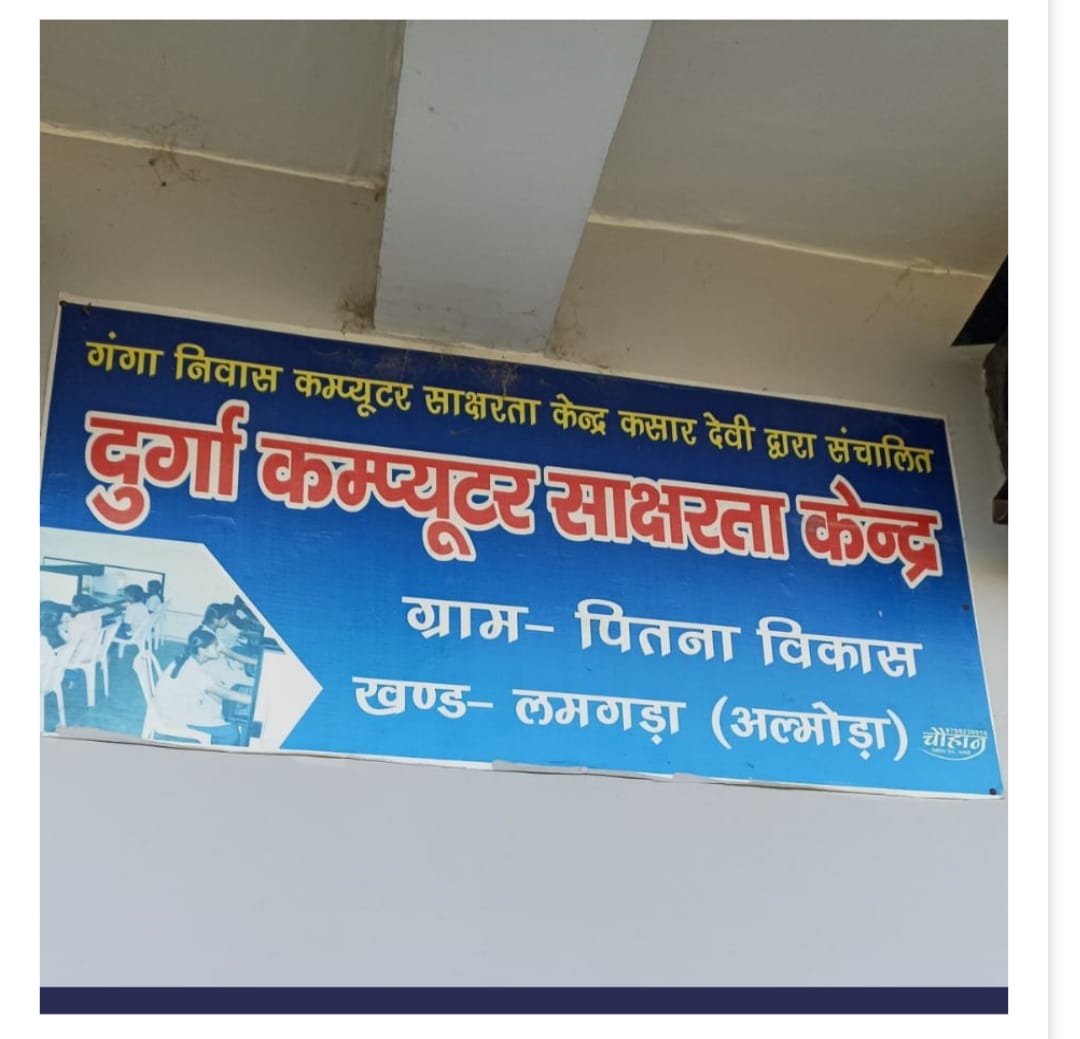 गंगा निवास कम्प्यूटर साक्षरता केन्द्र कसार देवी द्वारा संचालित
दुर्गा कम्प्यूटर साक्षरता केन्द्र
ग्राम- पितना विकास
खण्ड- लमगड़ा (अल्मोड़ा)
चौहान